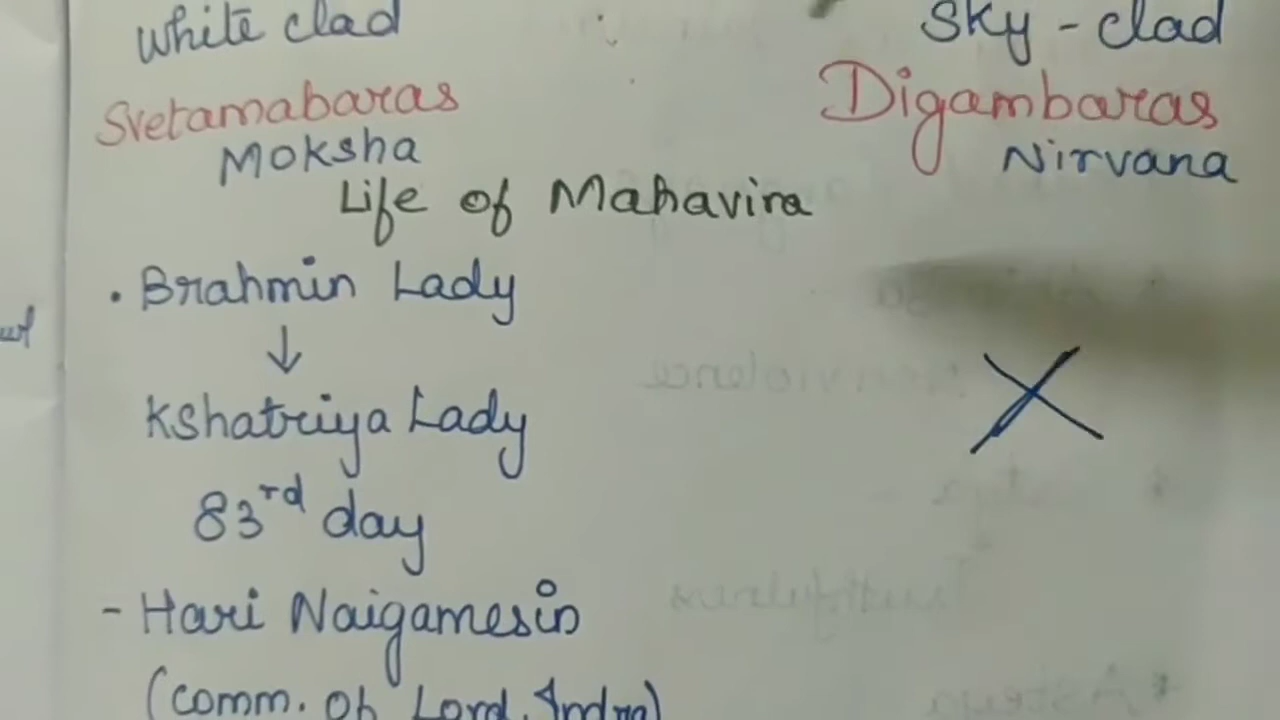 White clad
Sky - clad
Svetamabaras
Digambaras
Moksha
Nirvana
Life of Mahavira
• Brahmin Lady
↓
Kshatriya Lady
83rd day
- Hari Naigamesin
(comm. of Lord Indra)